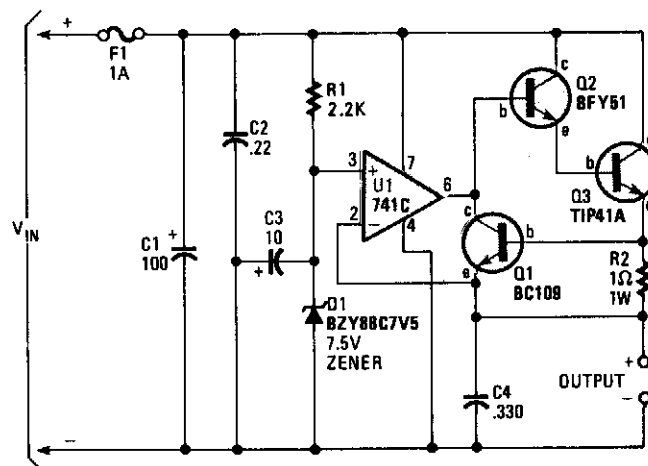 +
F1
1A
VIN
C1
100
+
C2
.22
C3
10
+
R1
2.2K
D1
BZY88C7V5
7.5V
ZENER
3
+
2
−
U1
741C
7
4
6
c
b
e
Q2
BFY51
b
c
e
Q3
TIP41A
c
b
e
Q1
BC109
R2
1Ω
1W
C4
.330
+
OUTPUT
−
−